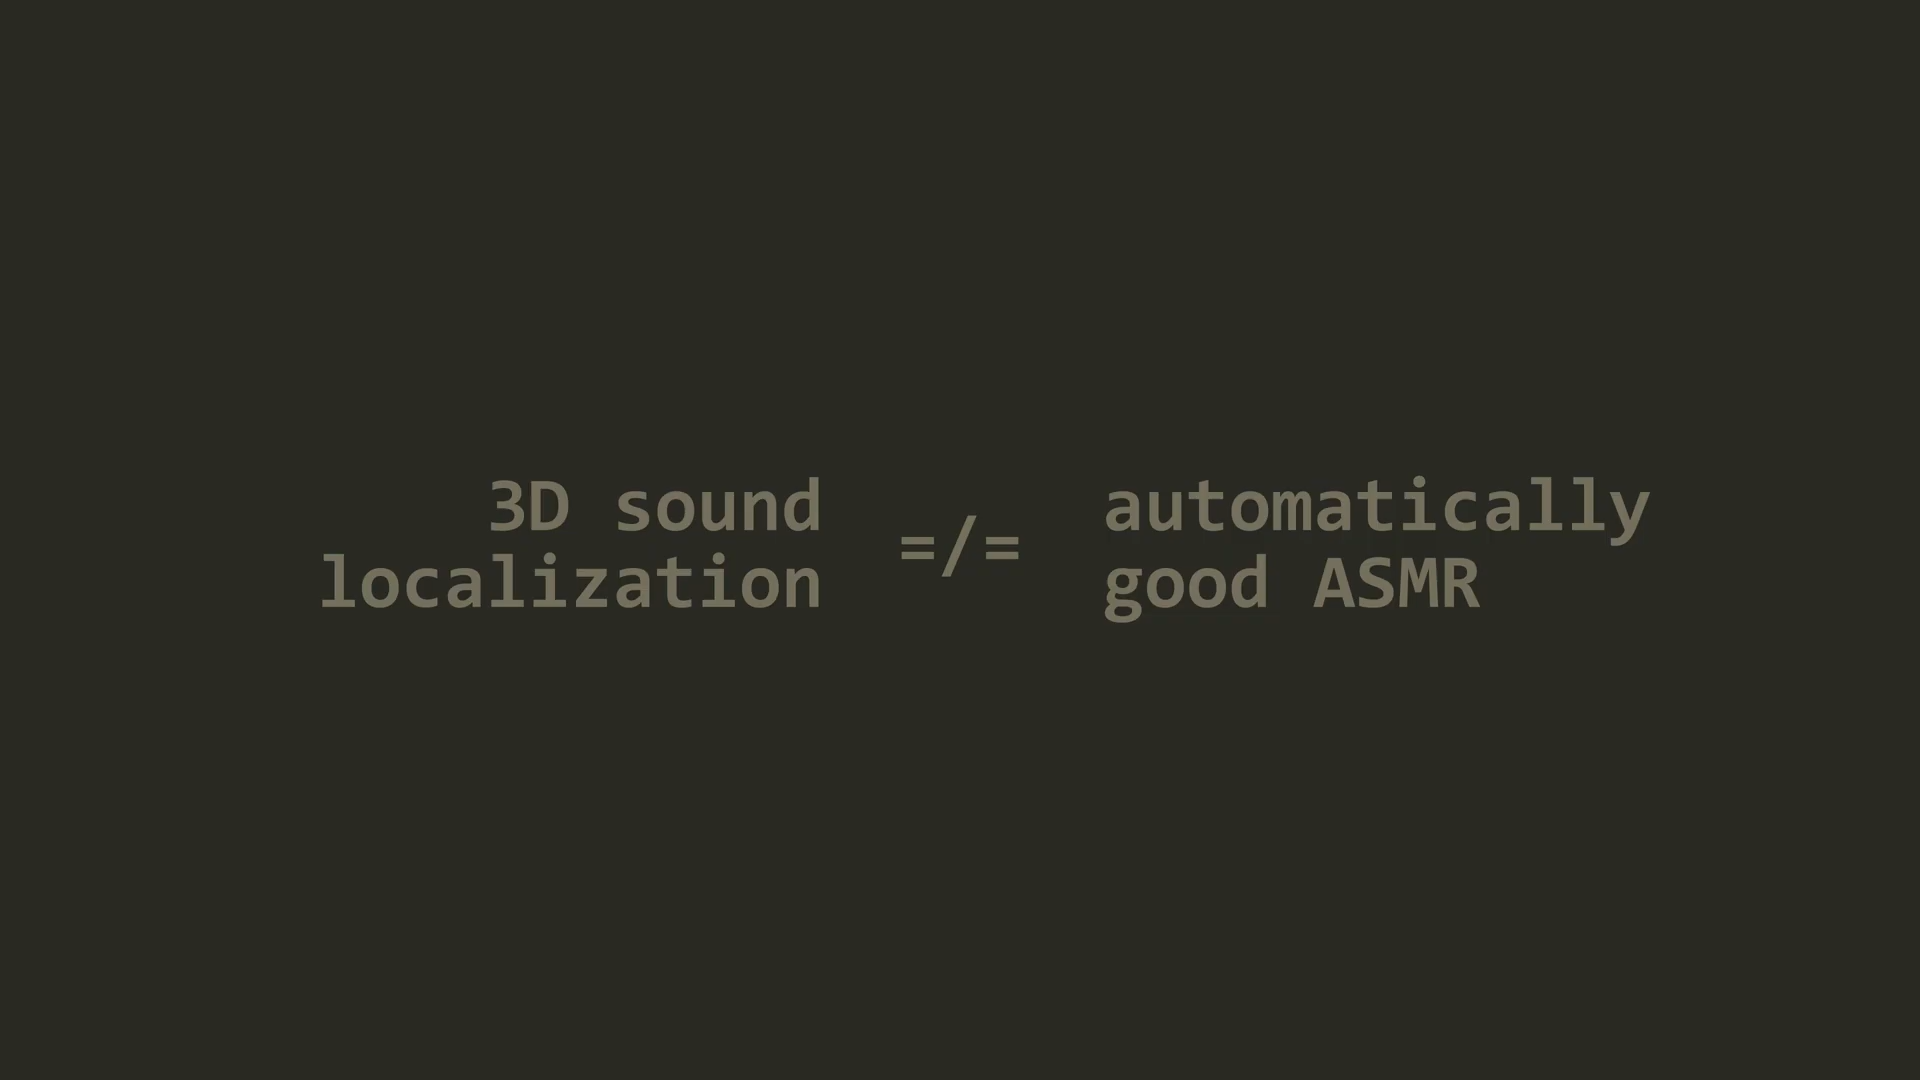 3D sound
localization
=/=
automatically
good ASMR